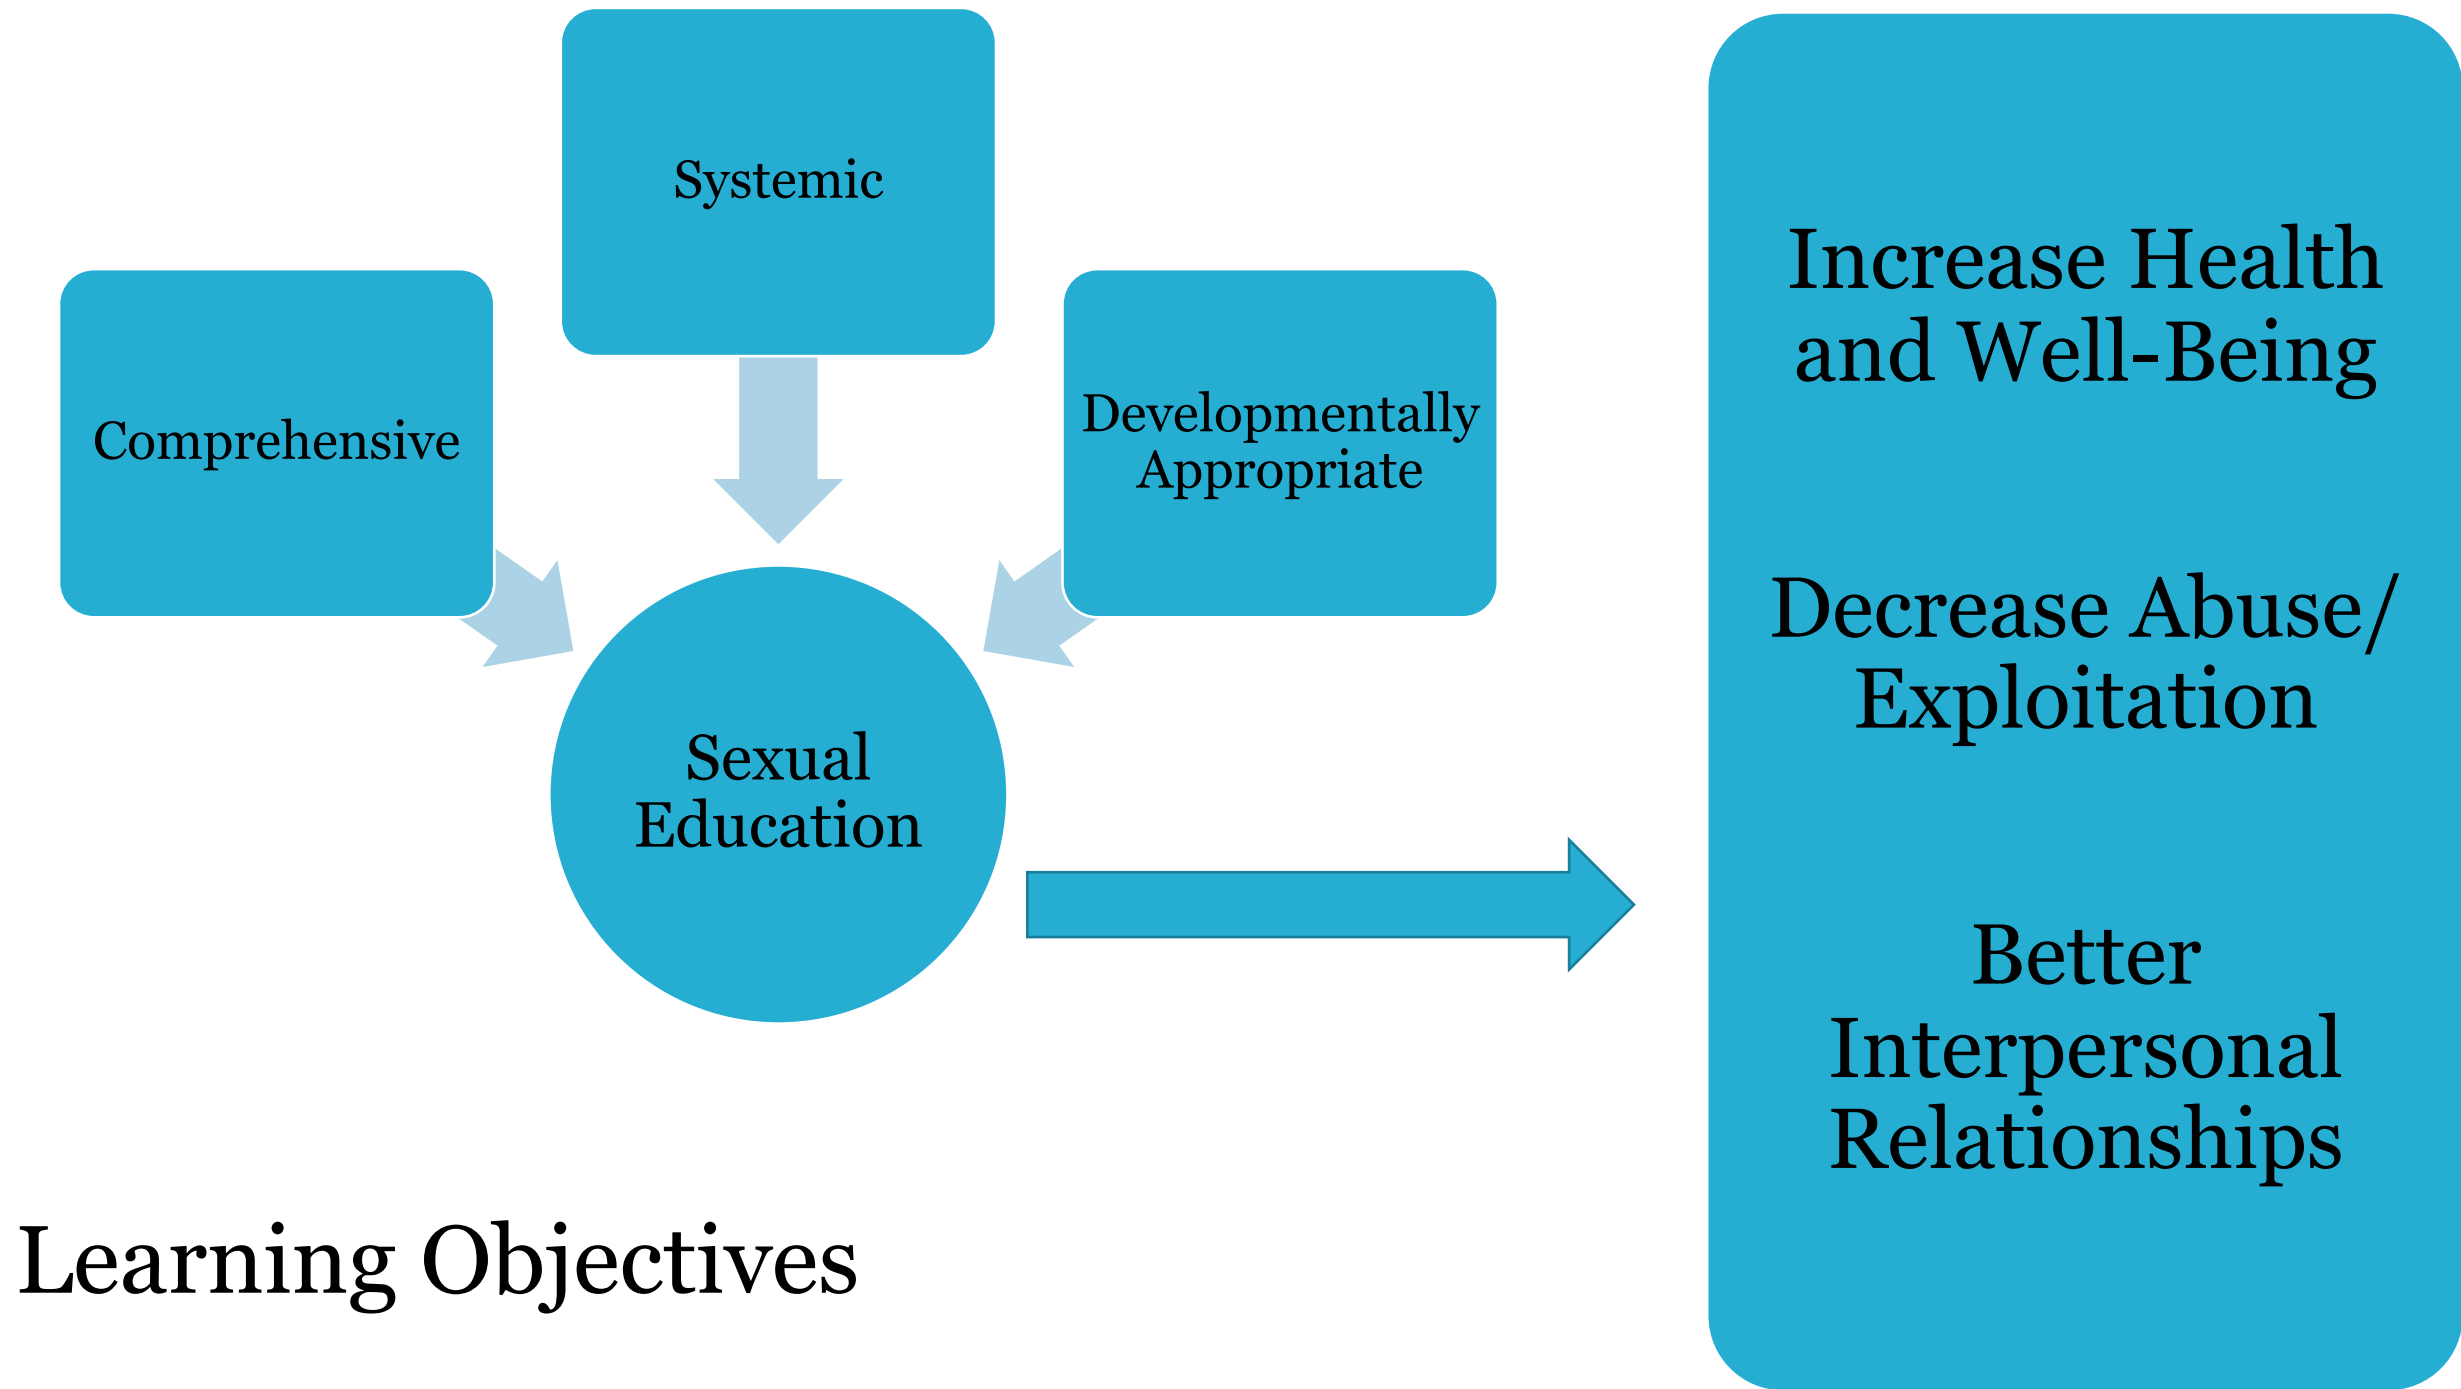 Systemic
Comprehensive
Developmentally
Appropriate
Sexual
Education
Increase Health
and Well-Being
Decrease Abuse/
Exploitation
Better
Interpersonal
Relationships
Learning Objectives